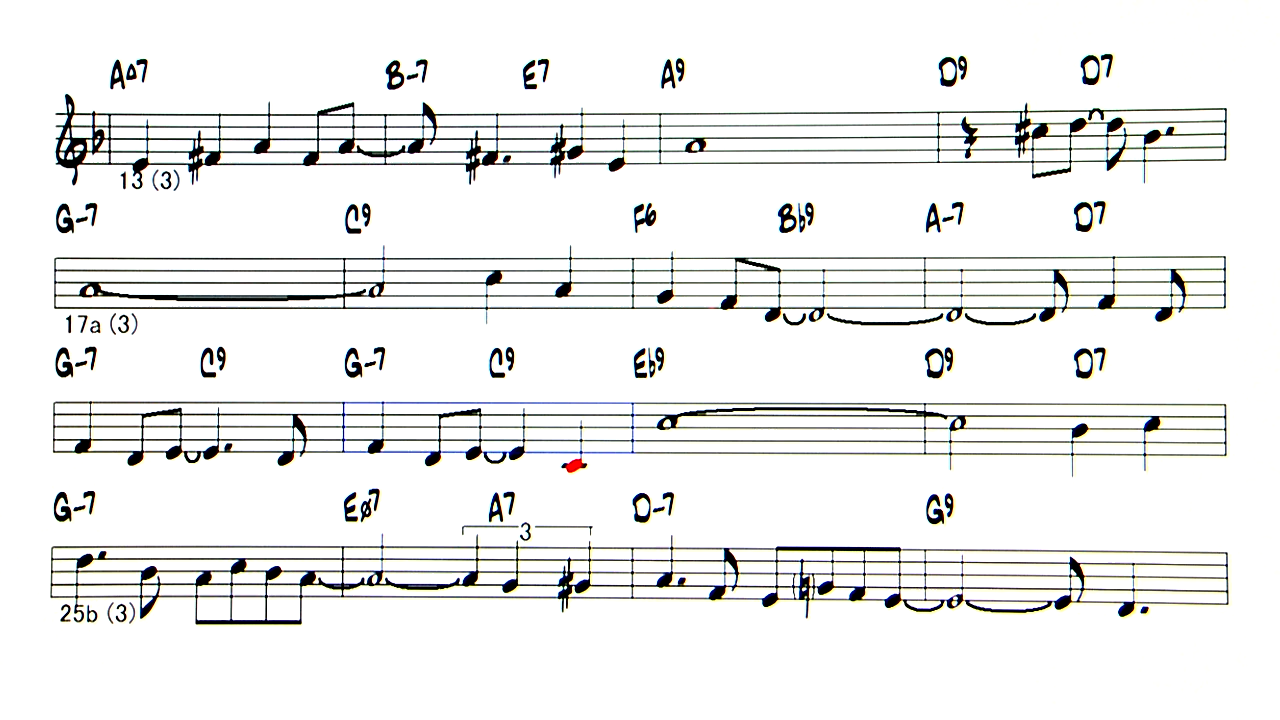 A∆7 B-7 E7 A9 D9 D7
13 (3)
G-7 C9 F6 B♭9 A-7 D7
17a (3)
G-7 C9 G-7 C9 E♭9 D9 D7
G-7 Eø7 A7 D-7 G9
3
25b (3)